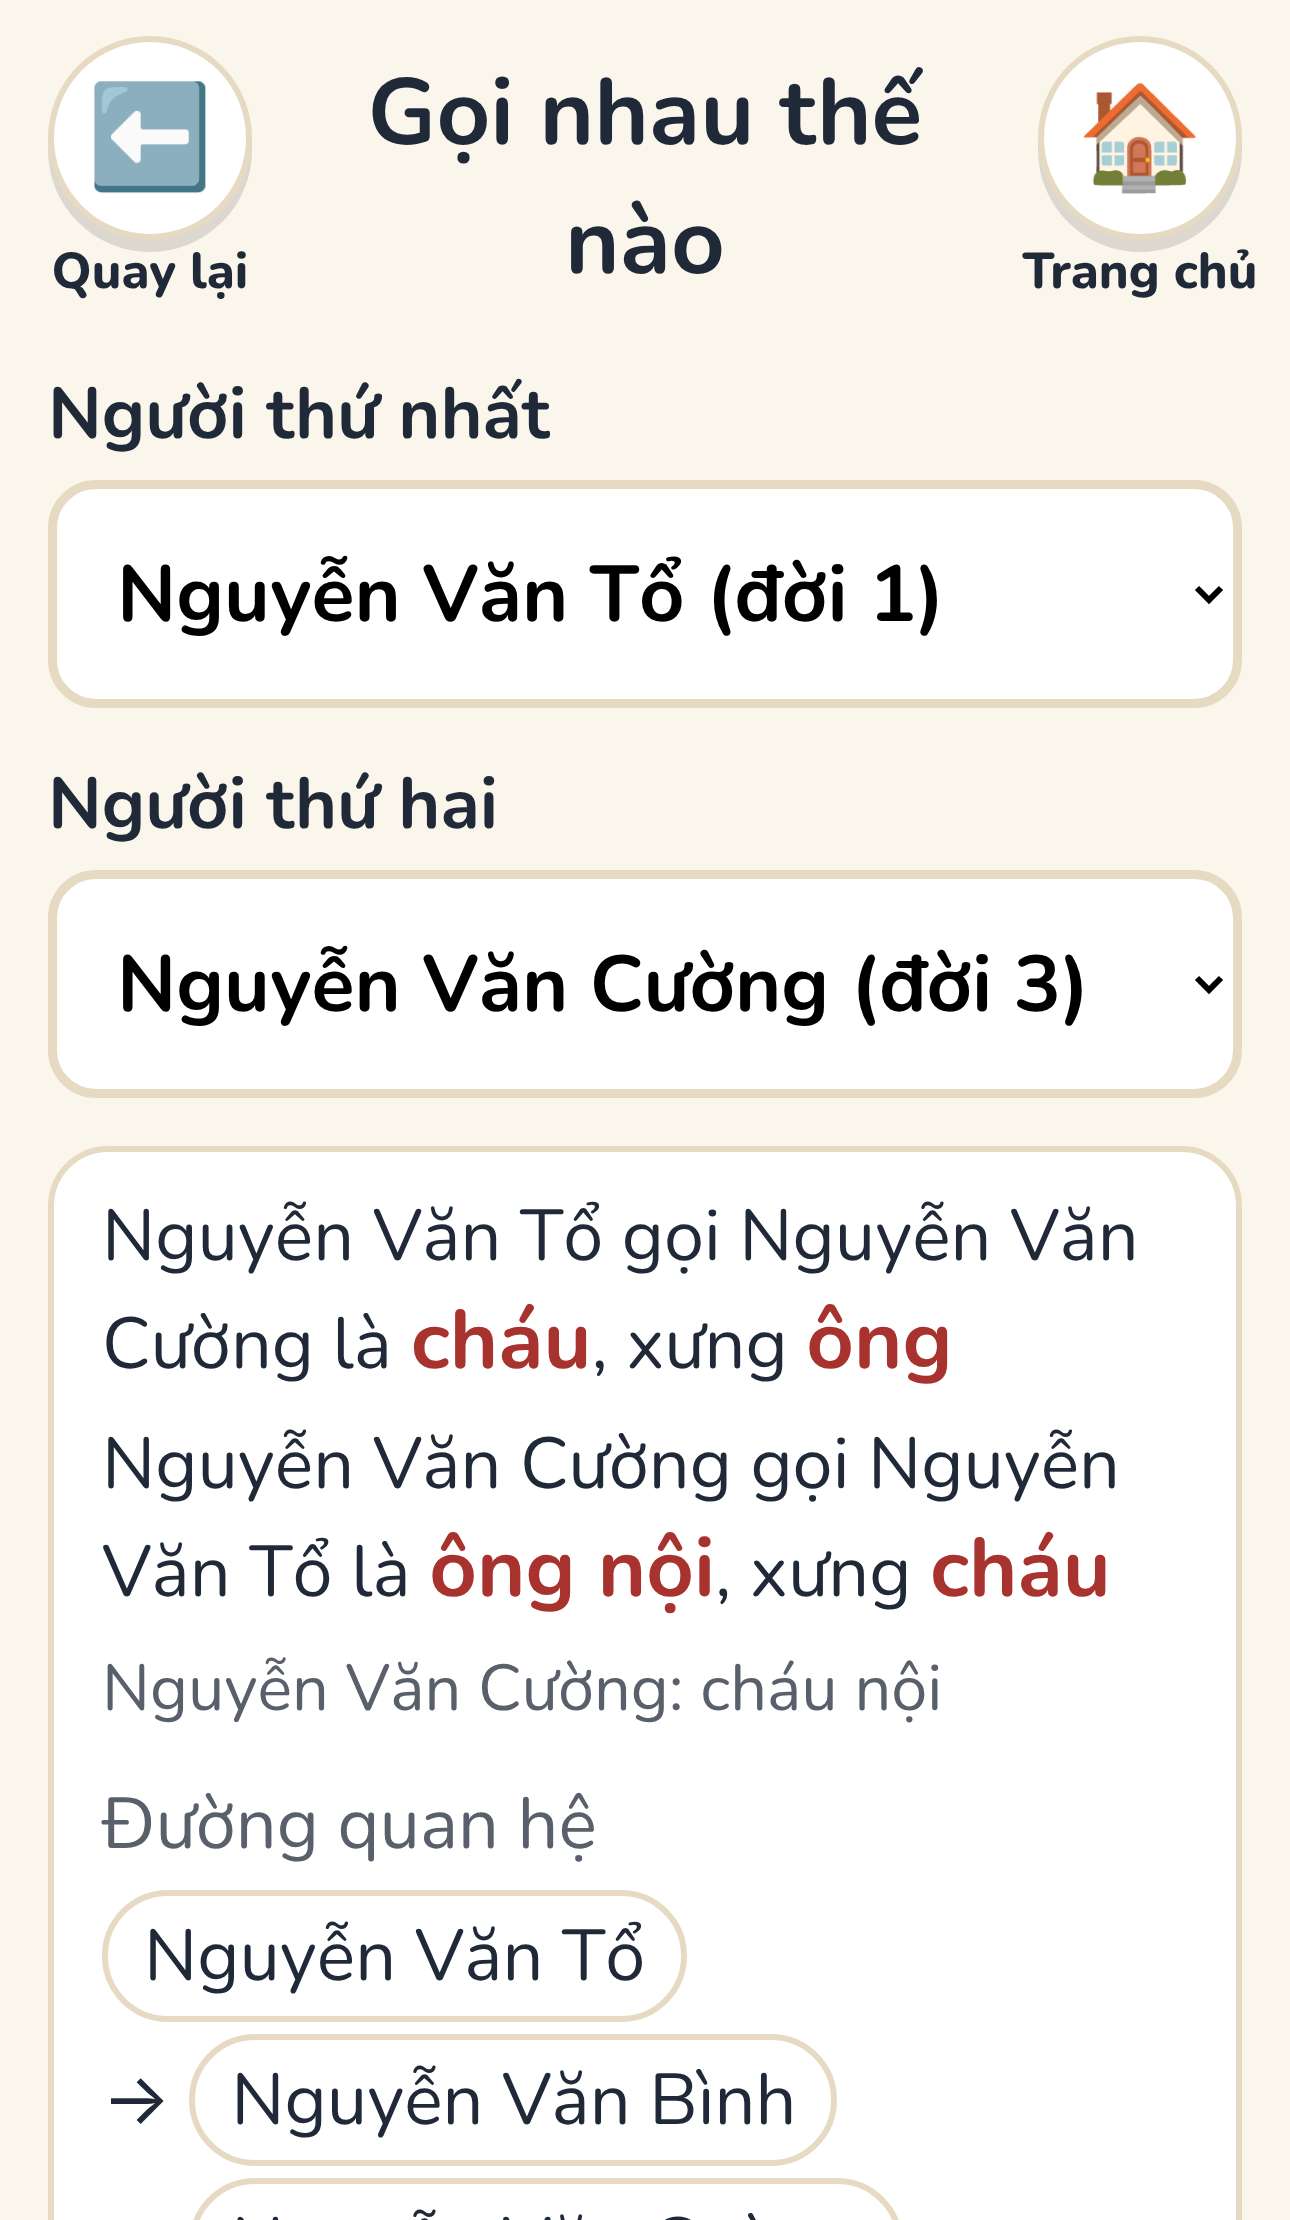 Gọi nhau thế
nào
Quay lại
Trang chủ
Người thứ nhất
Nguyễn Văn Tổ (đời 1)
Người thứ hai
Nguyễn Văn Cường (đời 3)
Nguyễn Văn Tổ gọi Nguyễn Văn
Cường là cháu, xưng ông
Nguyễn Văn Cường gọi Nguyễn
Văn Tổ là ông nội, xưng cháu
Nguyễn Văn Cường: cháu nội
Đường quan hệ
Nguyễn Văn Tổ
→ Nguyễn Văn Bình